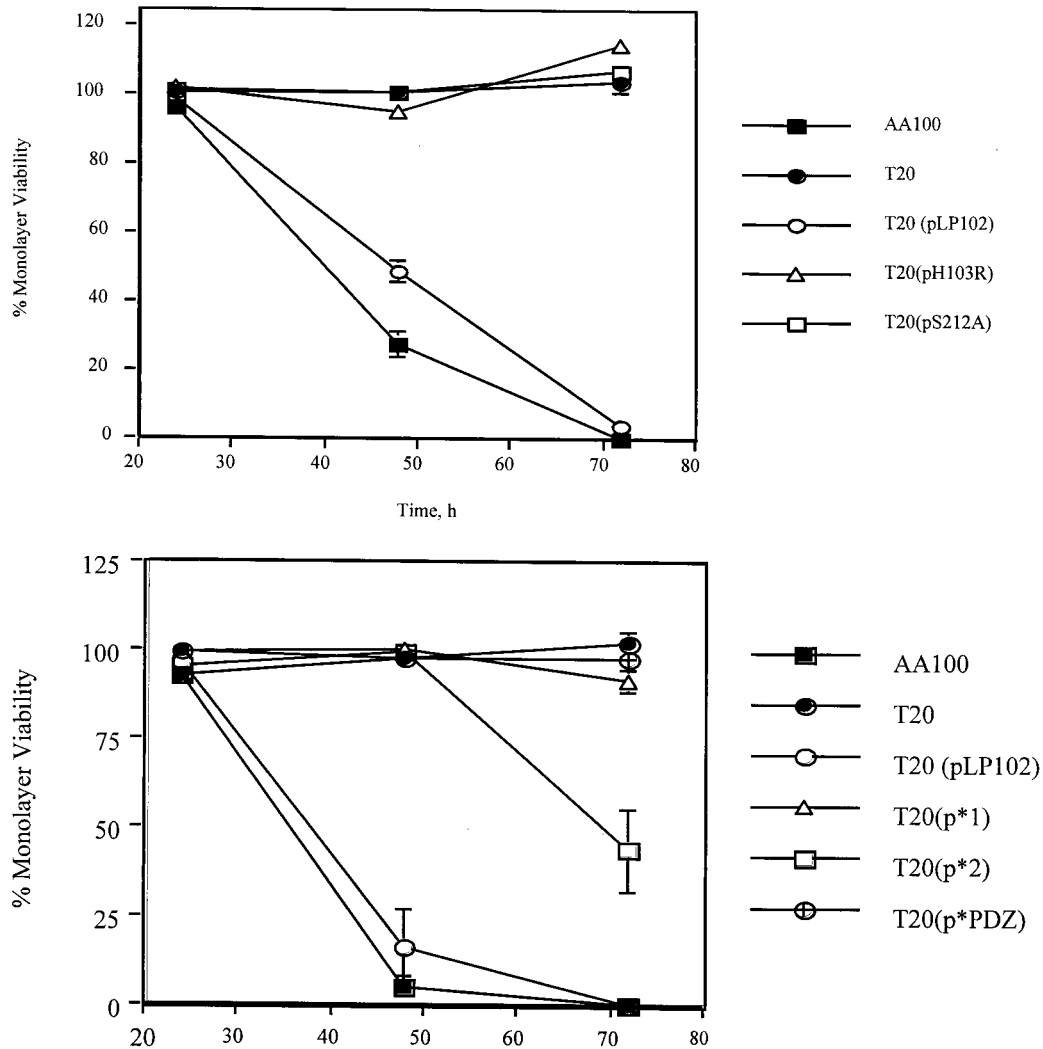 120
100
80
60
40
20
0
% Monolayer Viability
20
30
40
50
60
70
80
Time, h
AA100
T20
T20 (pLP102)
T20(pH103R)
T20(pS212A)
125
100
75
50
25
0
% Monolayer Viability
20
30
40
50
60
70
80
AA100
T20
T20 (pLP102)
T20(p*1)
T20(p*2)
T20(p*PDZ)